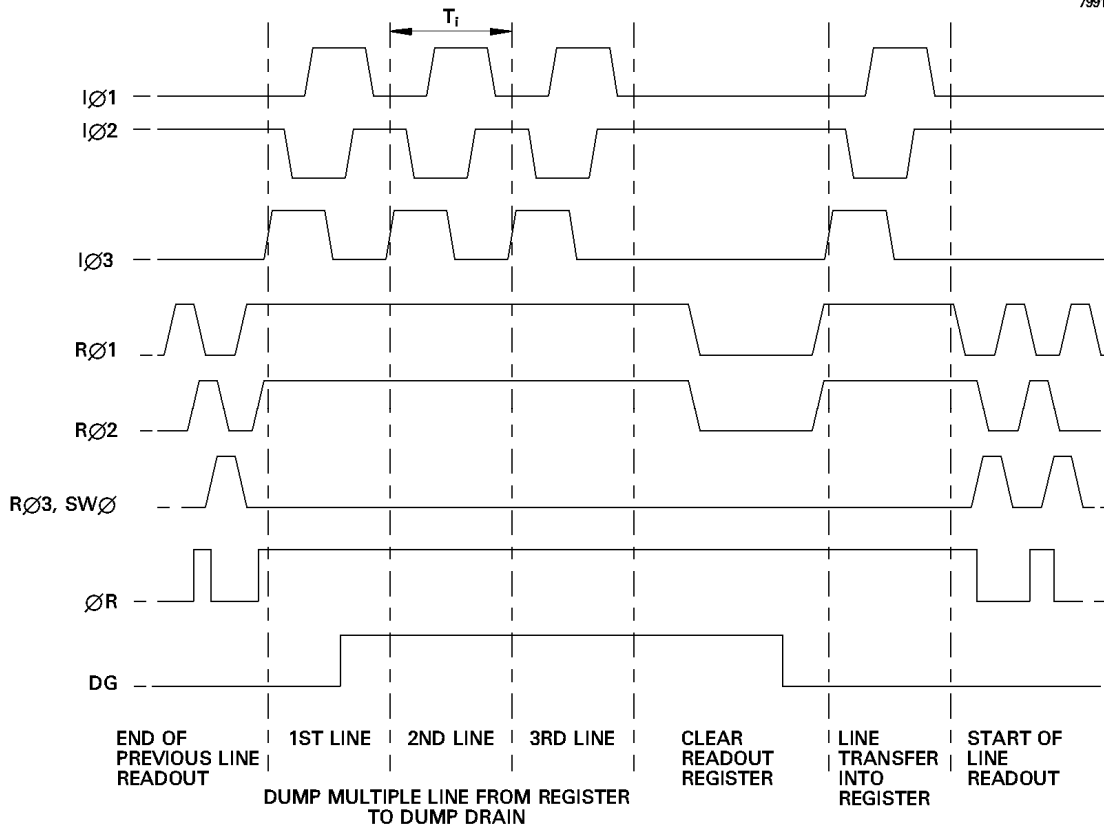 7991
Ti
IØ1
IØ2
IØ3
RØ1
RØ2
RØ3, SWØ
ØR
DG
END OF
PREVIOUS LINE
READOUT
1ST LINE
2ND LINE
3RD LINE
CLEAR
READOUT
REGISTER
LINE
TRANSFER
INTO
REGISTER
START OF
LINE
READOUT
DUMP MULTIPLE LINE FROM REGISTER
TO DUMP DRAIN